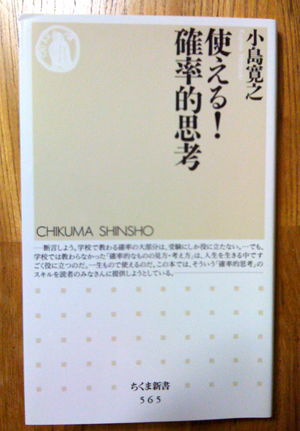 小島寛之
使える!
確率的思考
CHIKUMA SHINSHO
―断言しよう。学校で教わる確率の大部分は、受験にしか役に立たない。―でも、
学校では教わらなかった「確率的なものの見方・考え方」は、人生を生きる中です
ごく役に立つのだ。一生もので使えるのだ。この本では、そういう「確率的思考」の
スキルを読者のみなさんに提供しようとしている。
ちくま新書
565